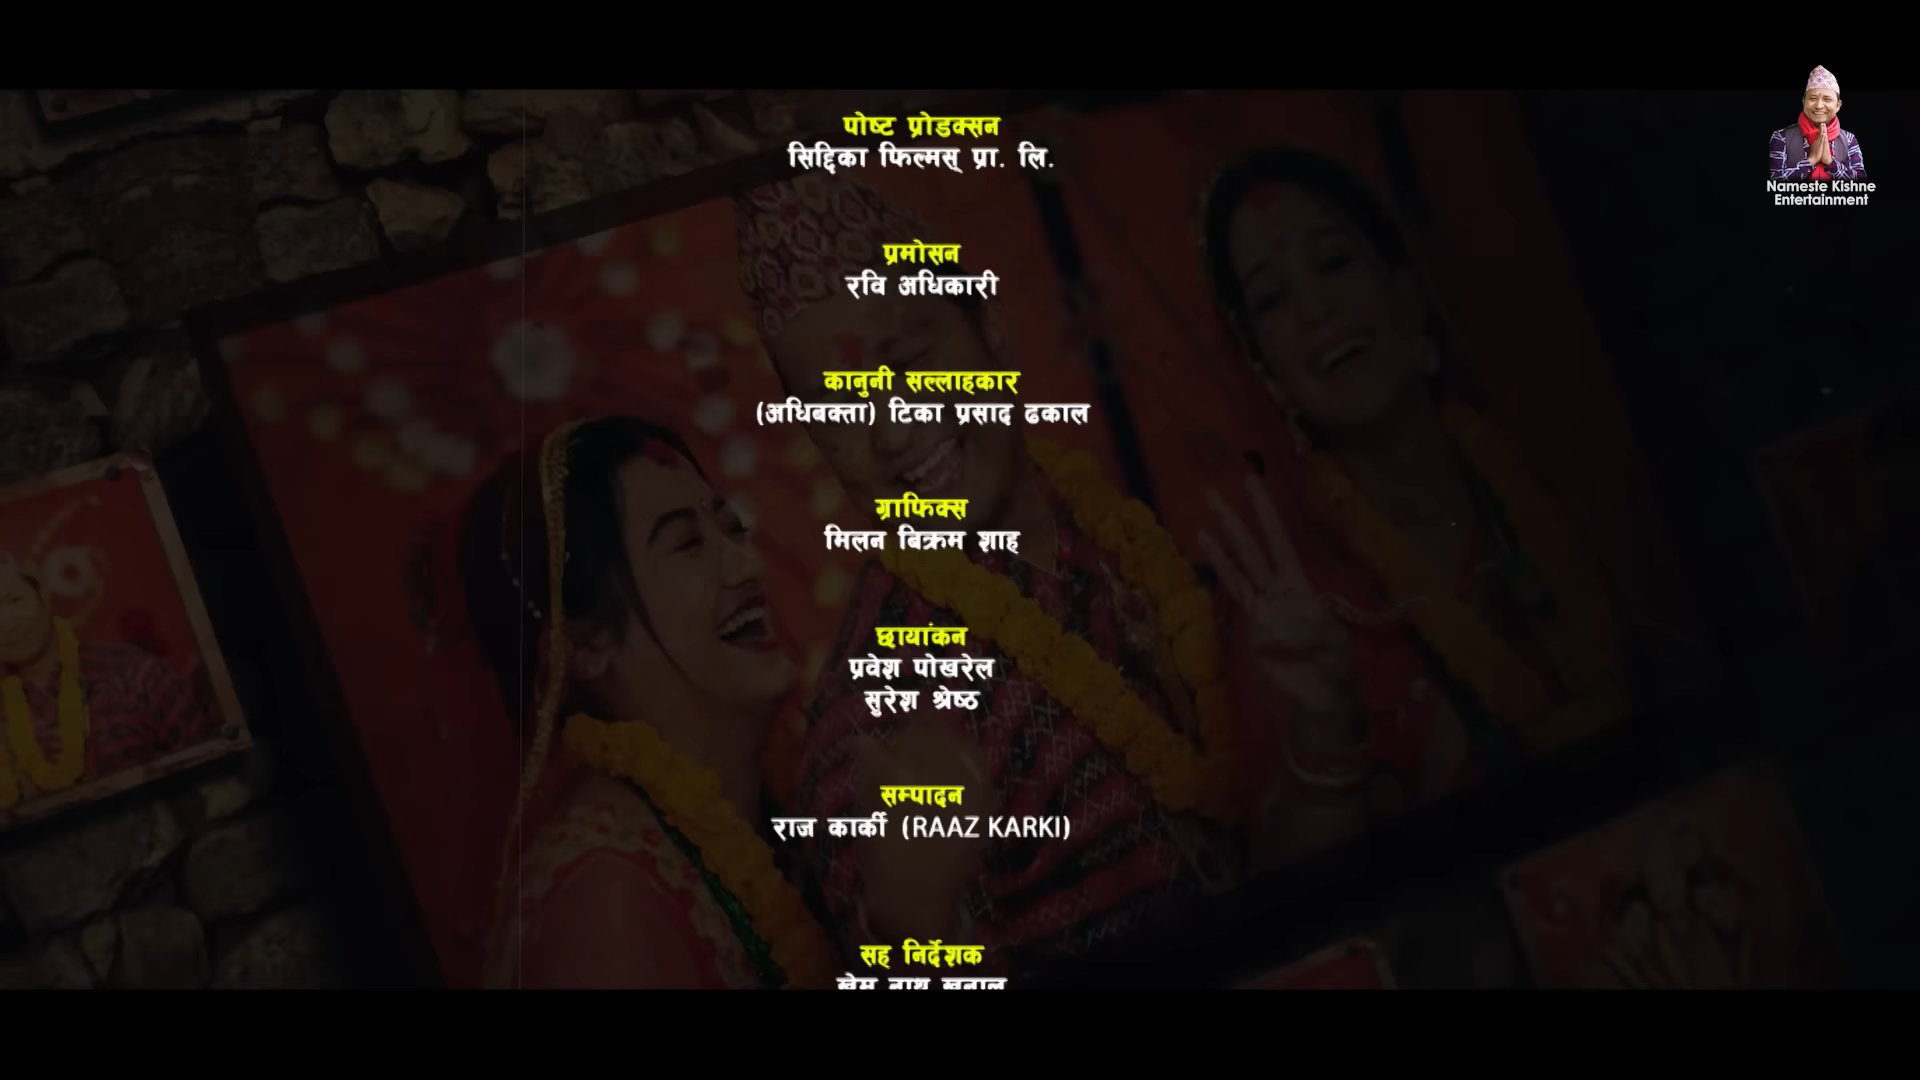 पोष्ट प्रोडक्सन
सिद्दिका फिल्मस् प्रा. लि.
प्रमोसन
रवि अधिकारी
कानुनी सल्लाहकार
(अधिबक्ता) टिका प्रसाद ढकाल
ग्राफिक्स
मिलन बिक्रम शाह
छायांकन
प्रवेश पोखरेल
सुरेश श्रेष्ठ
सम्पादन
राज कार्की (RAAZ KARKI)
सह निर्देशक
खेम नाथ खनाल
Nameste Kishne
Entertainment